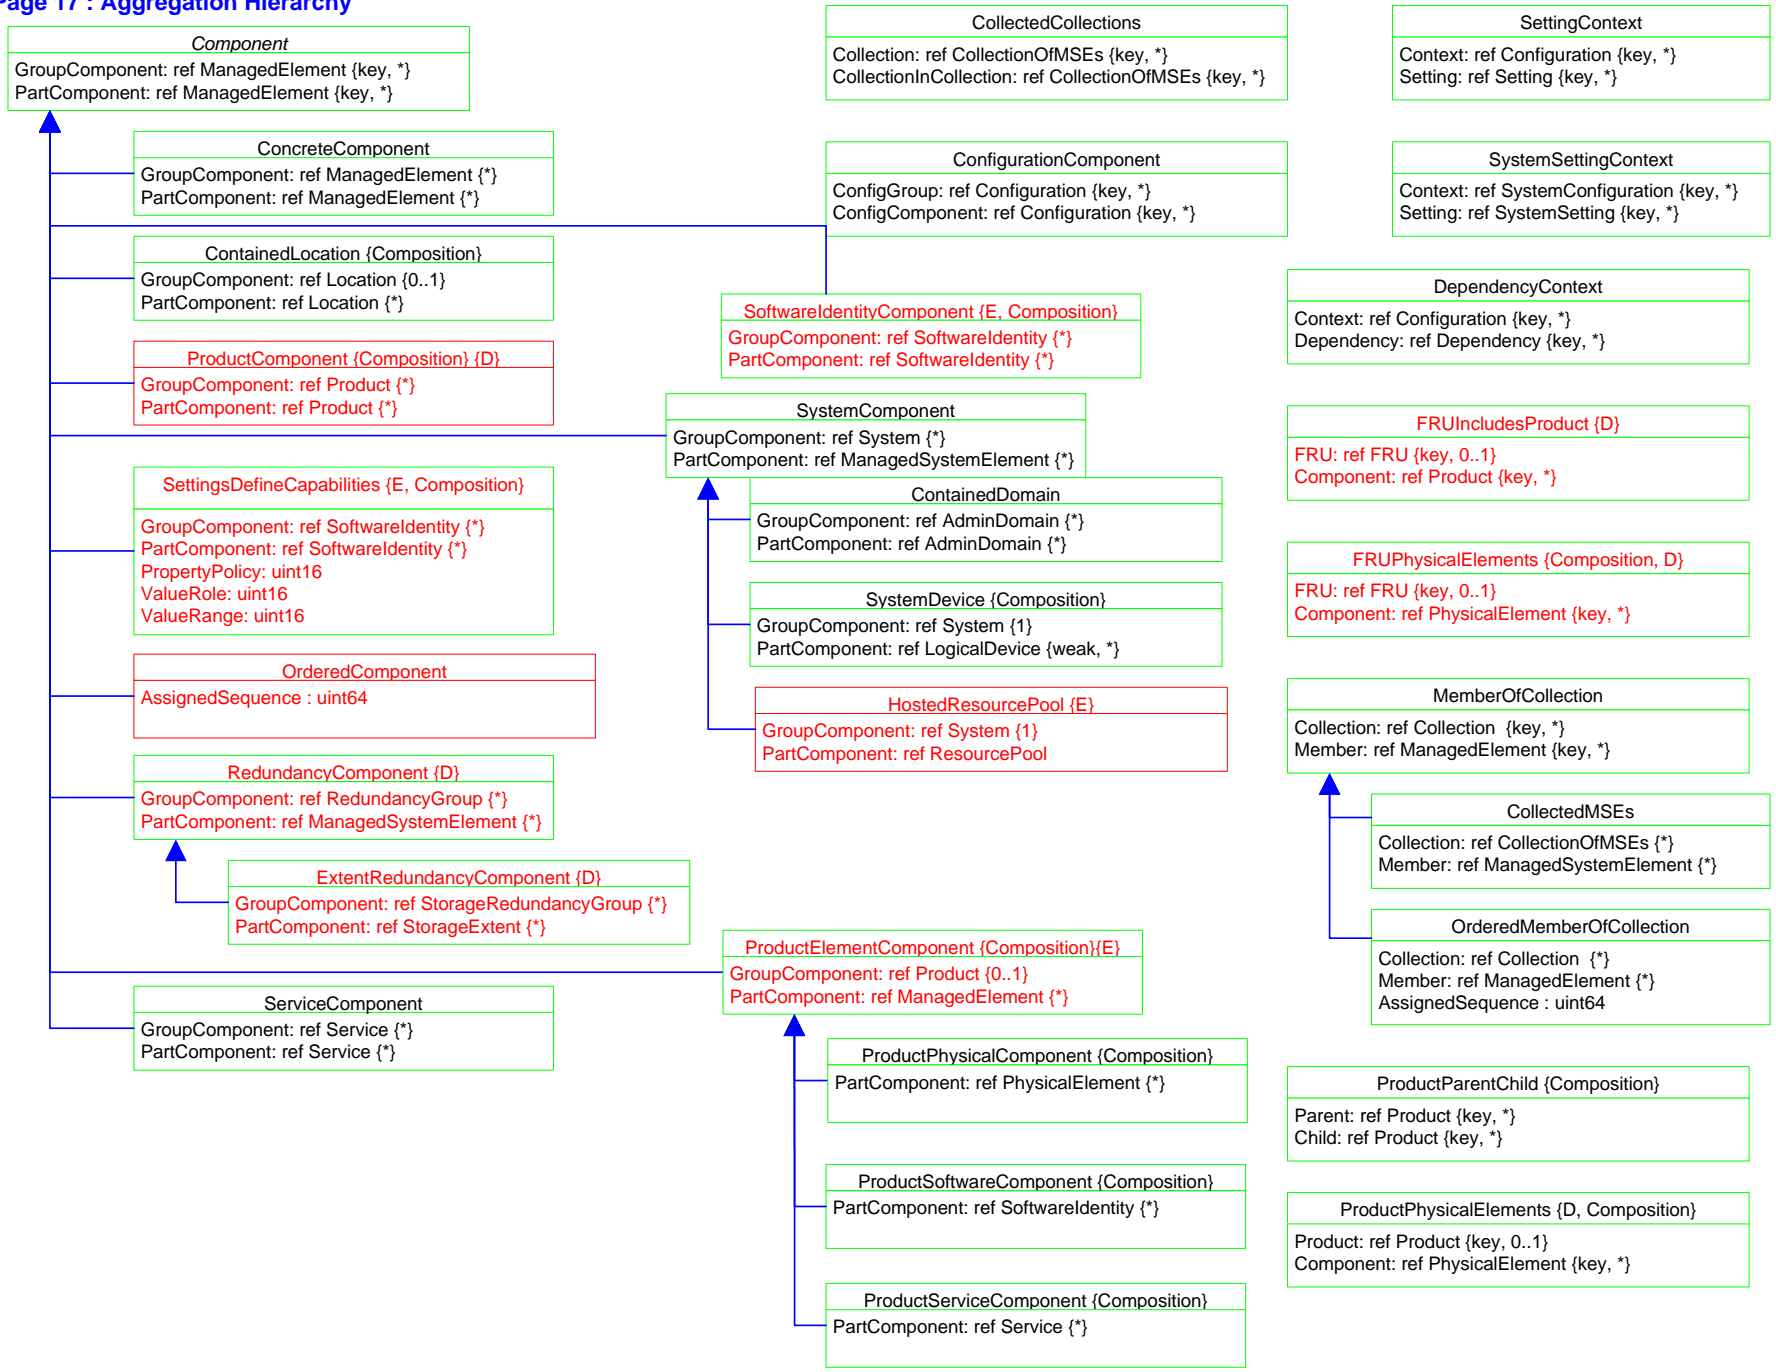 Page 17 : Aggregation Hierarchy
Component
GroupComponent: ref ManagedElement {key, *}
PartComponent: ref ManagedElement {key, *}
ConcreteComponent
GroupComponent: ref ManagedElement {*}
PartComponent: ref ManagedElement {*}
ContainedLocation {Composition}
GroupComponent: ref Location {0..1}
PartComponent: ref Location {*}
ProductComponent {Composition} {D}
GroupComponent: ref Product {*}
PartComponent: ref Product {*}
SettingsDefineCapabilities {E, Composition}
GroupComponent: ref SoftwareIdentity {*}
PartComponent: ref SoftwareIdentity {*}
PropertyPolicy: uint16
ValueRole: uint16
ValueRange: uint16
OrderedComponent
AssignedSequence : uint64
RedundancyComponent {D}
GroupComponent: ref RedundancyGroup {*}
PartComponent: ref ManagedSystemElement {*}
ExtentRedundancyComponent {D}
GroupComponent: ref StorageRedundancyGroup {*}
PartComponent: ref StorageExtent {*}
ServiceComponent
GroupComponent: ref Service {*}
PartComponent: ref Service {*}
CollectedCollections
Collection: ref CollectionOfMSEs {key, *}
CollectionInCollection: ref CollectionOfMSEs {key, *}
ConfigurationComponent
ConfigGroup: ref Configuration {key, *}
ConfigComponent: ref Configuration {key, *}
SoftwareIdentityComponent {E, Composition}
GroupComponent: ref SoftwareIdentity {*}
PartComponent: ref SoftwareIdentity {*}
SystemComponent
GroupComponent: ref System {*}
PartComponent: ref ManagedSystemElement {*}
ContainedDomain
GroupComponent: ref AdminDomain {*}
PartComponent: ref AdminDomain {*}
SystemDevice {Composition}
GroupComponent: ref System {1}
PartComponent: ref LogicalDevice {weak, *}
HostedResourcePool {E}
GroupComponent: ref System {1}
PartComponent: ref ResourcePool
ProductElementComponent {Composition}{E}
GroupComponent: ref Product {0..1}
PartComponent: ref ManagedElement {*}
ProductPhysicalComponent {Composition}
PartComponent: ref PhysicalElement {*}
ProductSoftwareComponent {Composition}
PartComponent: ref SoftwareIdentity {*}
ProductServiceComponent {Composition}
PartComponent: ref Service {*}
SettingContext
Context: ref Configuration {key, *}
Setting: ref Setting {key, *}
SystemSettingContext
Context: ref SystemConfiguration {key, *}
Setting: ref SystemSetting {key, *}
DependencyContext
Context: ref Configuration {key, *}
Dependency: ref Dependency {key, *}
FRUIncludesProduct {D}
FRU: ref FRU {key, 0..1}
Component: ref Product {key, *}
FRUPhysicalElements {Composition, D}
FRU: ref FRU {key, 0..1}
Component: ref PhysicalElement {key, *}
MemberOfCollection
Collection: ref Collection  {key, *}
Member: ref ManagedElement {key, *}
CollectedMSEs
Collection: ref CollectionOfMSEs {*}
Member: ref ManagedSystemElement {*}
OrderedMemberOfCollection
Collection: ref Collection  {*}
Member: ref ManagedElement {*}
AssignedSequence : uint64
ProductParentChild {Composition}
Parent: ref Product {key, *}
Child: ref Product {key, *}
ProductPhysicalElements {D, Composition}
Product: ref Product {key, 0..1}
Component: ref PhysicalElement {key, *}